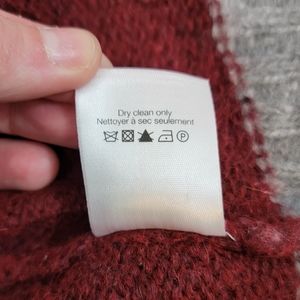 Dry clean only
Nettoyer à sec seulement
P